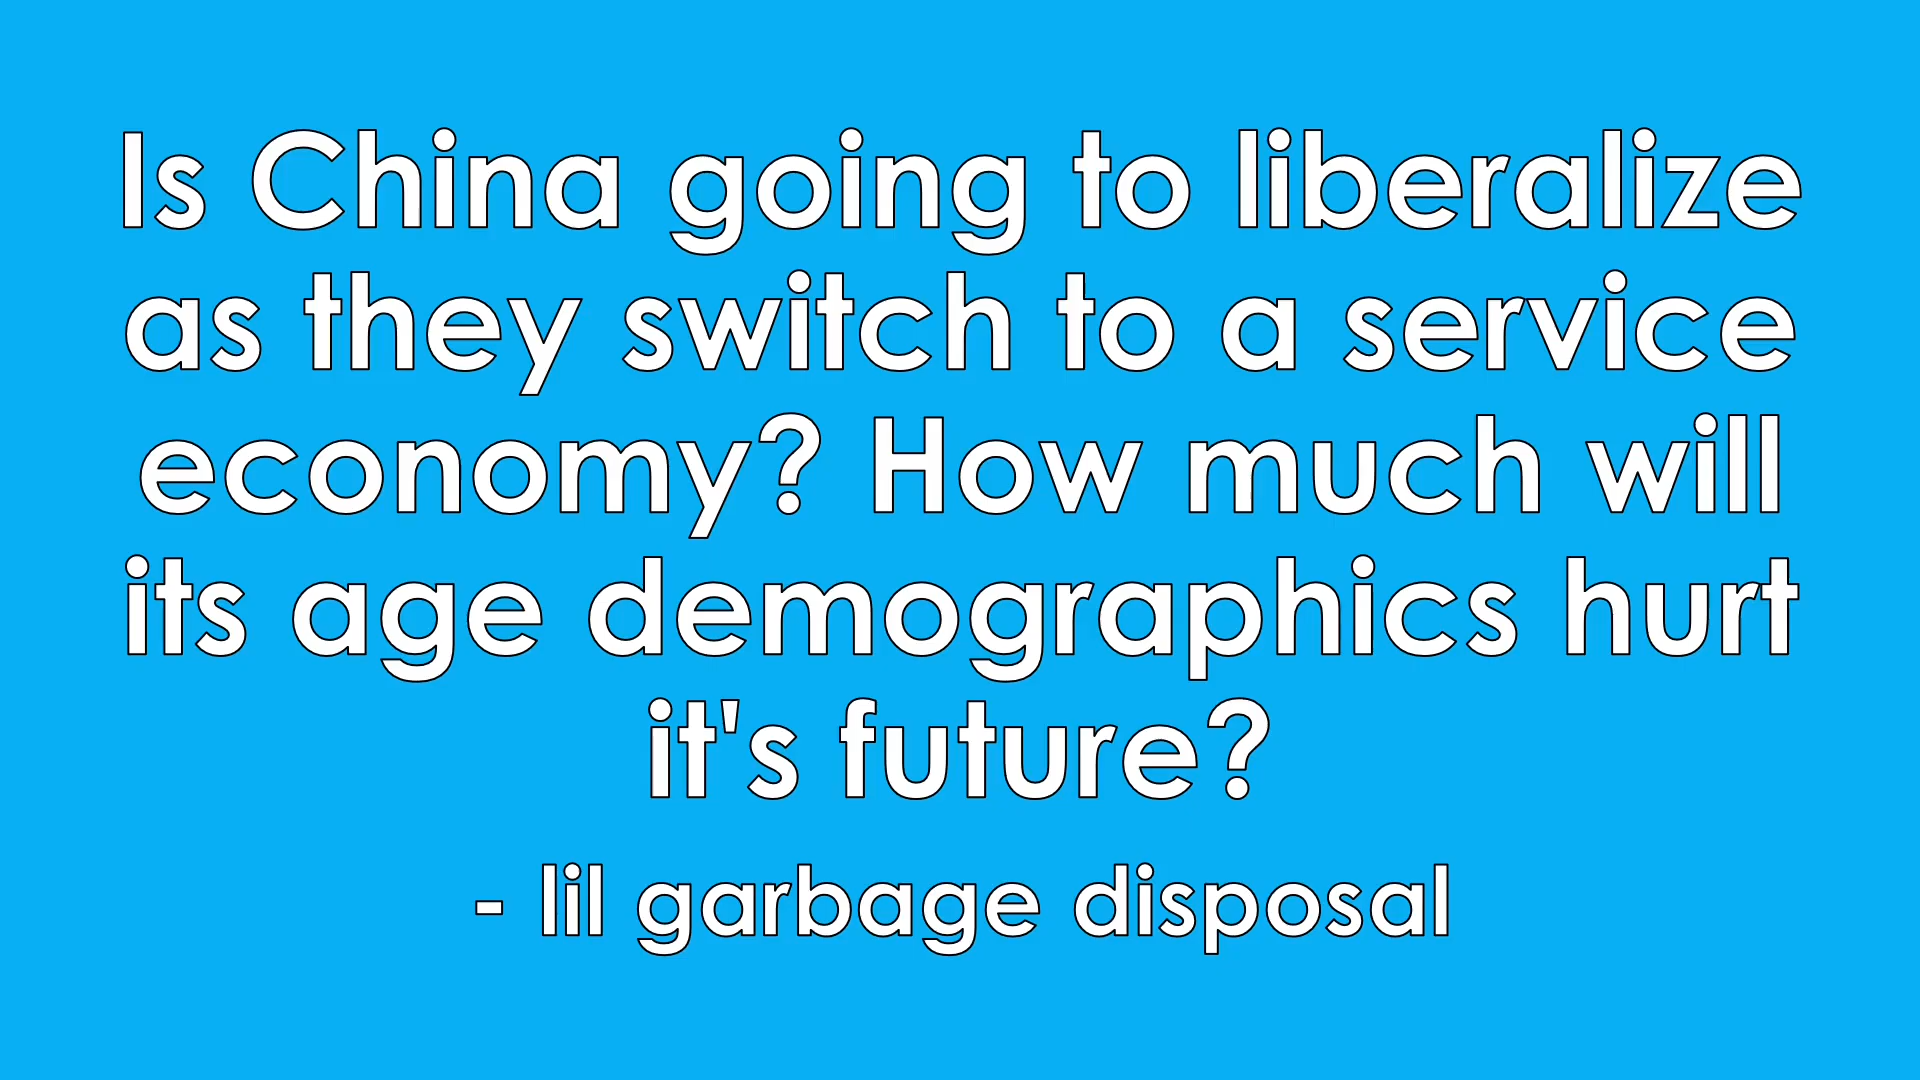 Is China going to liberalize
as they switch to a service
economy? How much will
its age demographics hurt
it's future?
- lil garbage disposal